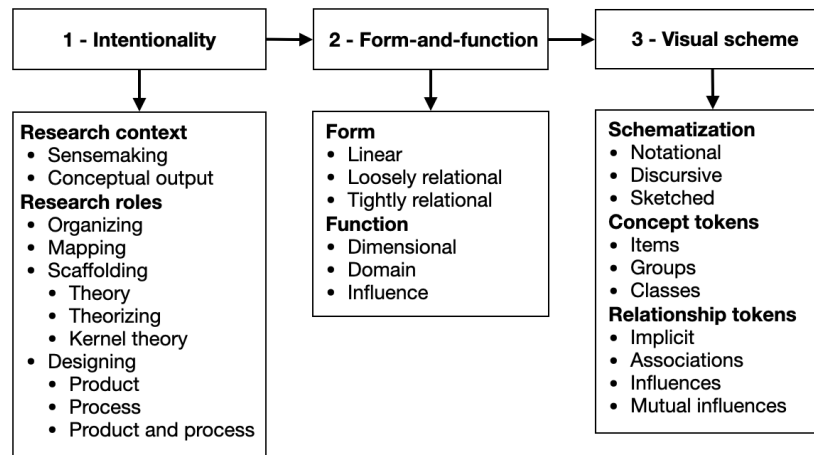 1 - Intentionality
2 - Form-and-function
3 - Visual scheme
Research context
• Sensemaking
• Conceptual output
Research roles
• Organizing
• Mapping
• Scaffolding
• Theory
• Theorizing
• Kernel theory
• Designing
• Product
• Process
• Product and process
Form
• Linear
• Loosely relational
• Tightly relational
Function
• Dimensional
• Domain
• Influence
Schematization
• Notational
• Discursive
• Sketched
Concept tokens
• Items
• Groups
• Classes
Relationship tokens
• Implicit
• Associations
• Influences
• Mutual influences